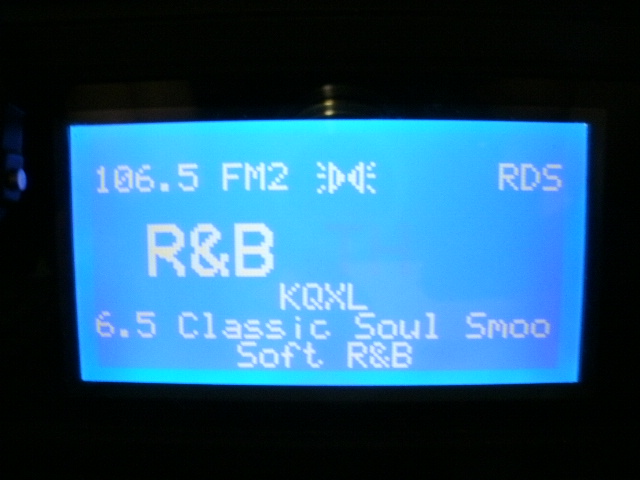 106.5 FM2 RDS
R&B
KQXL
6.5 Classic Soul Smoo
Soft R&B